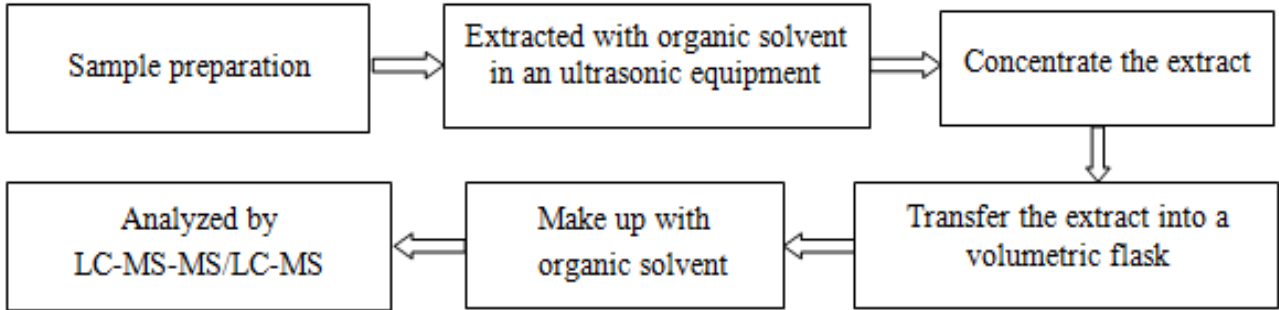 Sample preparation
Extracted with organic solvent
in an ultrasonic equipment
Concentrate the extract
Transfer the extract into a
volumetric flask
Make up with
organic solvent
Analyzed by
LC-MS-MS/LC-MS